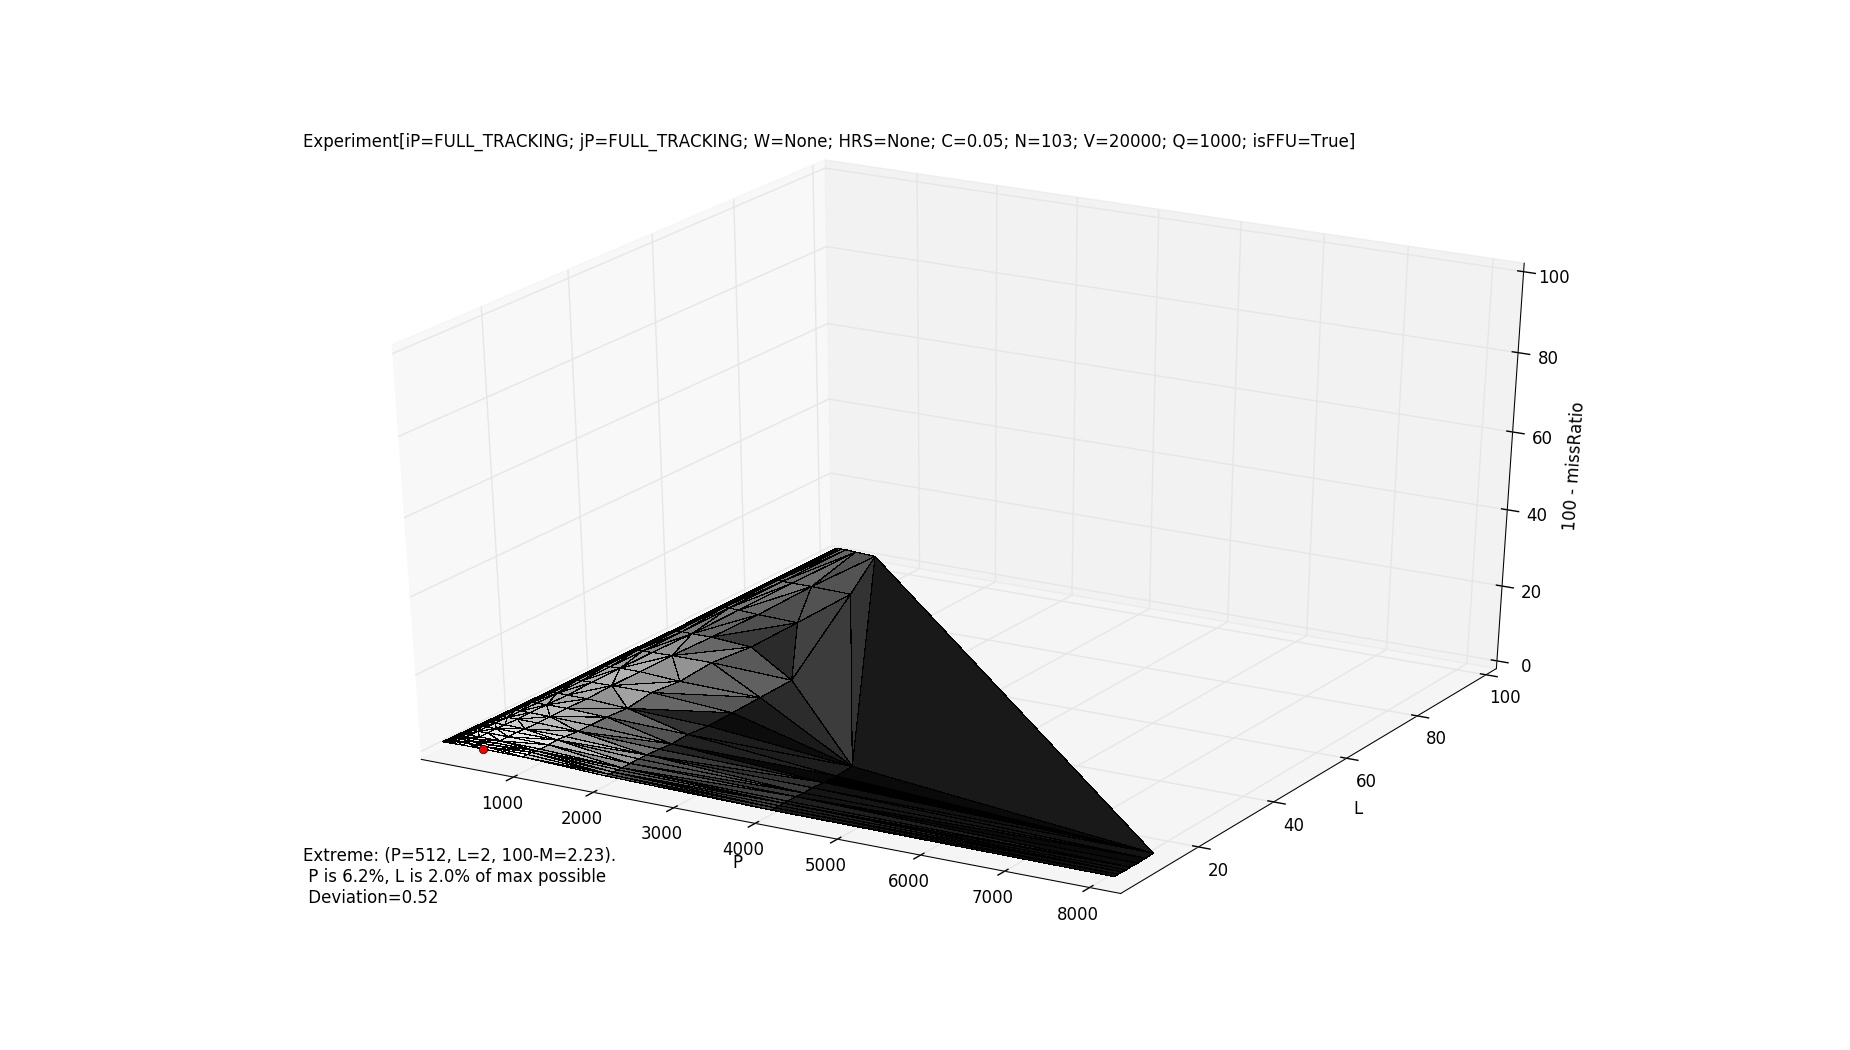 Experiment[iP=FULL_TRACKING; jP=FULL_TRACKING; W=None; HRS=None; C=0.05; N=103; V=20000; Q=1000; isFFU=True]
100
80
60
40
20
0
100 - missRatio
100
80
60
40
20
L
1000
2000
3000
4000
5000
6000
7000
8000
P
Extreme: (P=512, L=2, 100-M=2.23).
P is 6.2%, L is 2.0% of max possible
Deviation=0.52